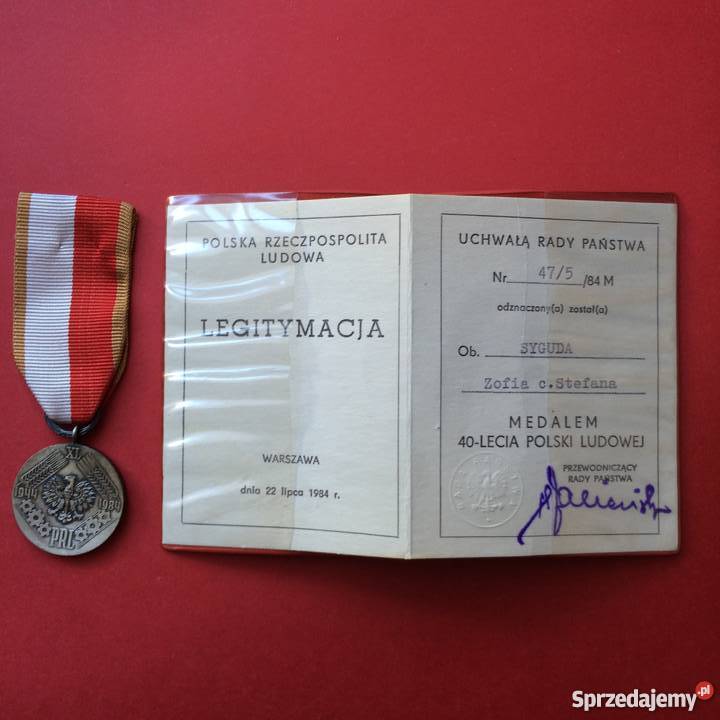 XL
1944 1984
PRL
POLSKA RZECZPOSPOLITA
LUDOWA
LEGITYMACJA
WARSZAWA
dnia 22 lipca 1984 r.
UCHWAŁĄ RADY PAŃSTWA
Nr 47/5 /84 M
odznaczony(a) został(a)
Ob. SYGUDA
Zofia c.Stefana
MEDALEM
40-LECIA POLSKI LUDOWEJ
PRZEWODNICZĄCY
RADY PAŃSTWA
Sprzedajemy.pl